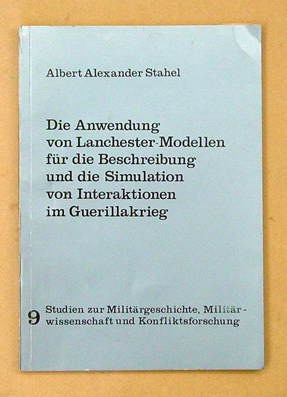 Albert Alexander Stahel
Die Anwendung
von Lanchester-Modellen
für die Beschreibung
und die Simulation
von Interaktionen
im Guerillakrieg
9 Studien zur Militärgeschichte, Militär-
wissenschaft und Konfliktsforschung